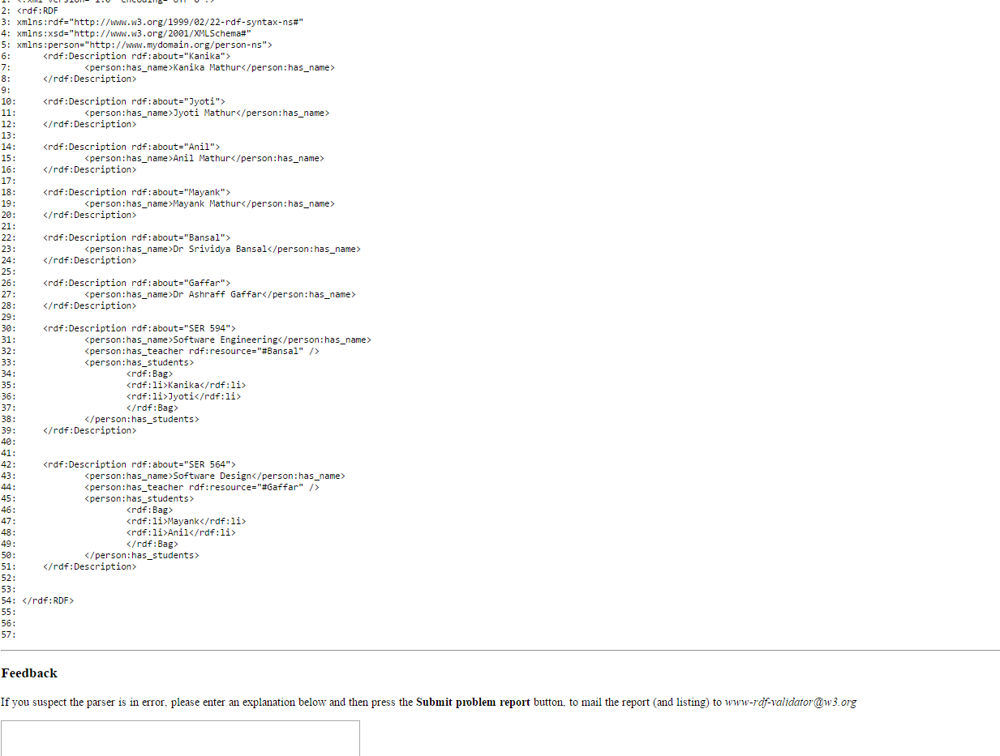 1: <?xml version="1.0" encoding="UTF-8"?>
2: <rdf:RDF
3: xmlns:rdf="http://www.w3.org/1999/02/22-rdf-syntax-ns#"
4: xmlns:xsd="http://www.w3.org/2001/XMLSchema#"
5: xmlns:person="http://www.mydomain.org/person-ns">
6: <rdf:Description rdf:about="Kanika">
7: <person:has_name>Kanika Mathur</person:has_name>
8: </rdf:Description>
9:
10: <rdf:Description rdf:about="Jyoti">
11: <person:has_name>Jyoti Mathur</person:has_name>
12: </rdf:Description>
13:
14: <rdf:Description rdf:about="Anil">
15: <person:has_name>Anil Mathur</person:has_name>
16: </rdf:Description>
17:
18: <rdf:Description rdf:about="Mayank">
19: <person:has_name>Mayank Mathur</person:has_name>
20: </rdf:Description>
21:
22: <rdf:Description rdf:about="Bansal">
23: <person:has_name>Dr Srividya Bansal</person:has_name>
24: </rdf:Description>
25:
26: <rdf:Description rdf:about="Gaffar">
27: <person:has_name>Dr Ashraff Gaffar</person:has_name>
28: </rdf:Description>
29:
30: <rdf:Description rdf:about="SER 594">
31: <person:has_name>Software Engineering</person:has_name>
32: <person:has_teacher rdf:resource="#Bansal" />
33: <person:has_students>
34: <rdf:Bag>
35: <rdf:li>Kanika</rdf:li>
36: <rdf:li>Jyoti</rdf:li>
37: </rdf:Bag>
38: </person:has_students>
39: </rdf:Description>
40:
41:
42: <rdf:Description rdf:about="SER 564">
43: <person:has_name>Software Design</person:has_name>
44: <person:has_teacher rdf:resource="#Gaffar" />
45: <person:has_students>
46: <rdf:Bag>
47: <rdf:li>Mayank</rdf:li>
48: <rdf:li>Anil</rdf:li>
49: </rdf:Bag>
50: </person:has_students>
51: </rdf:Description>
52:
53:
54: </rdf:RDF>
55:
56:
57:
Feedback
If you suspect the parser is in error, please enter an explanation below and then press the Submit problem report button, to mail the report (and listing) to www-rdf-validator@w3.org